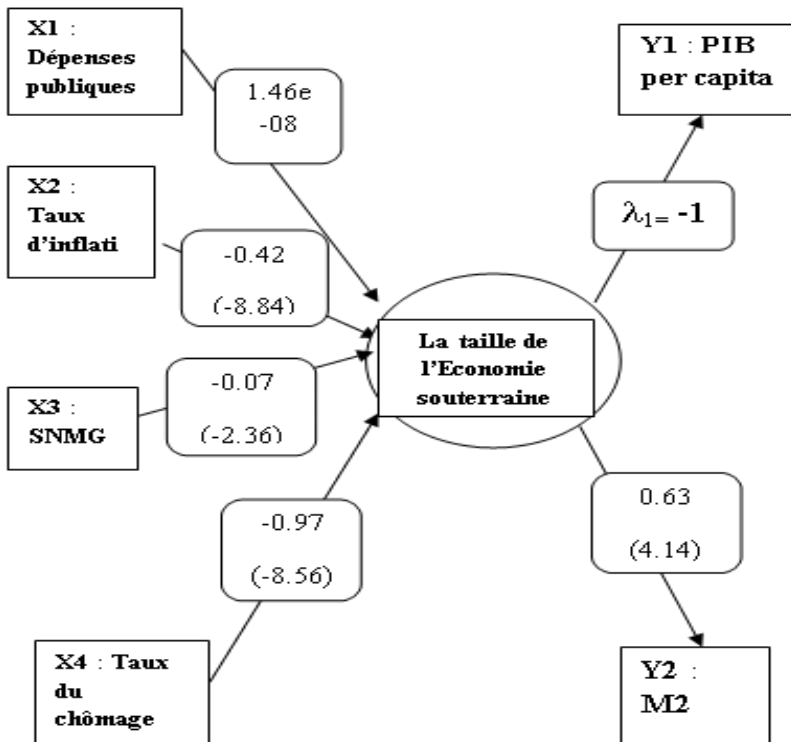 X1 :
Dépenses
publiques
1.46e
-08
Y1 : PIB
per capita
X2 :
Taux
d'inflati
-0.42
(-8.84)
λ1= -1
La taille de
l'Economie
souterraine
X3 :
SNMG
-0.07
(-2.36)
-0.97
(-8.56)
0.63
(4.14)
X4 : Taux
du
chômage
Y2 :
M2